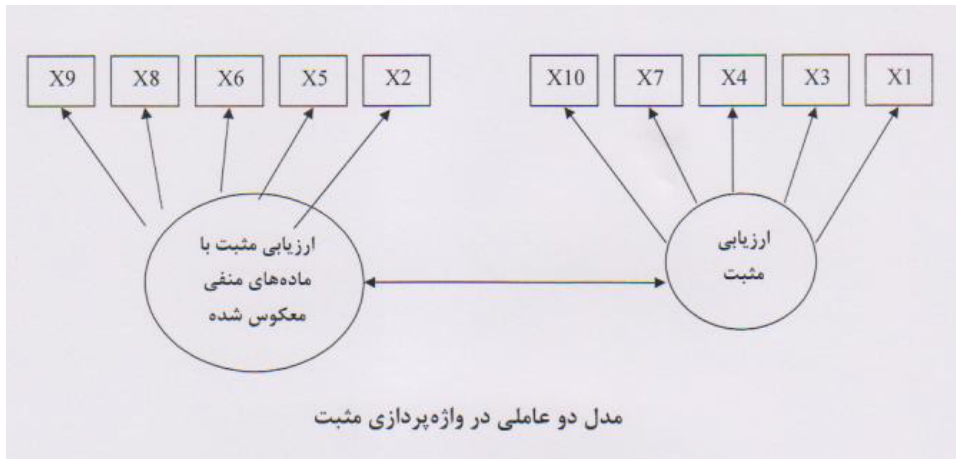 X9 X8 X6 X5 X2 X10 X7 X4 X3 X1
ارزیابی
مثبت
ارزیابی مثبت با
ماده‌های منفی
معکوس شده
مدل دو عاملی در واژه‌پردازی مثبت